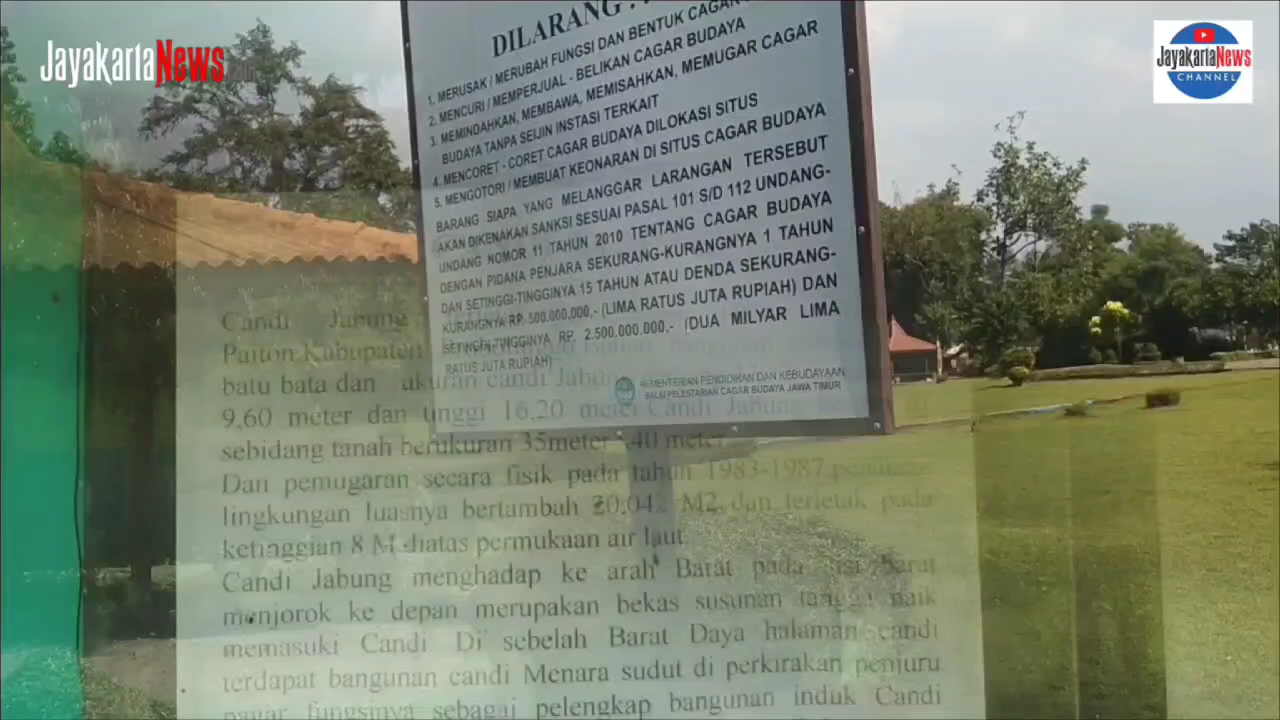 JayakartaNews.com
JayakartaNews
CHANNEL
DILARANG
1. MERUSAK / MERUBAH FUNGSI DAN BENTUK CAGAR
2. MENCURI / MEMPERJUAL - BELIKAN CAGAR BUDAYA
3. MEMINDAHKAN, MEMBAWA, MEMISAHKAN, MEMUGAR CAGAR
BUDAYA TANPA SEIJIN INSTASI TERKAIT
4. MENCORET - CORET CAGAR BUDAYA DILOKASI SITUS
5. MENGOTORI / MEMBUAT KEONARAN DI SITUS CAGAR BUDAYA
BARANG SIAPA YANG MELANGGAR LARANGAN TERSEBUT
AKAN DIKENAKAN SANKSI SESUAI PASAL 101 S/D 112 UNDANG-
UNDANG NOMOR 11 TAHUN 2010 TENTANG CAGAR BUDAYA
DENGAN PIDANA PENJARA SEKURANG-KURANGNYA 1 TAHUN
DAN SETINGGI-TINGGINYA 15 TAHUN ATAU DENDA SEKURANG-
KURANGNYA RP. 500.000.000,- (LIMA RATUS JUTA RUPIAH) DAN
SETINGGI-TINGGINYA RP. 2.500.000.000,- (DUA MILYAR LIMA
RATUS JUTA RUPIAH)
KEMENTERIAN PENDIDIKAN DAN KEBUDAYAAN
BALAI PELESTARIAN CAGAR BUDAYA JAWA TIMUR
Candi Jabung
Paiton,Kabupaten
batu bata dan ukuran candi Jabung
9,60 meter dan tinggi 16,20 meter.Candi Jabung
sebidang tanah berukuran 35meter x 40 meter
Dan pemugaran secara fisik pada tahun 1983-1987,
lingkungan luasnya bertambah 20.042 M2,dan terletak pada
ketinggian 8 M diatas permukaan air laut.
Candi Jabung menghadap ke arah Barat pada sisi barat
menjorok ke depan merupakan bekas susunan tangga naik
memasuki Candi. Di sebelah Barat Daya halaman candi
terdapat bangunan candi Menara sudut di perkirakan penjuru
pagar fungsinya sebagai pelengkap bangunan induk Candi